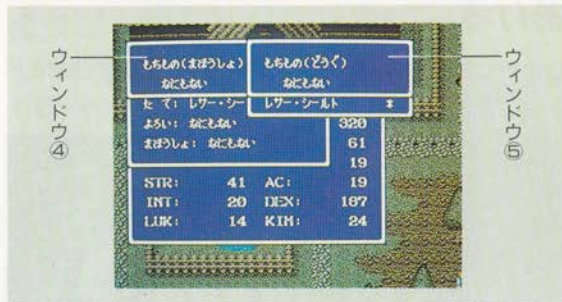 ウィンドウ④
もちもの(まほうしょ)
なにもない
もちもの(どうぐ)
なにもない
ウィンドウ⑤
たて: レザー・シー
レザー・シールト *
よろい: なにもない
320
まほうしょ: なにもない
61
19
STR: 41 AC: 19
INT: 20 DEX: 187
LUK: 14 KIN: 24